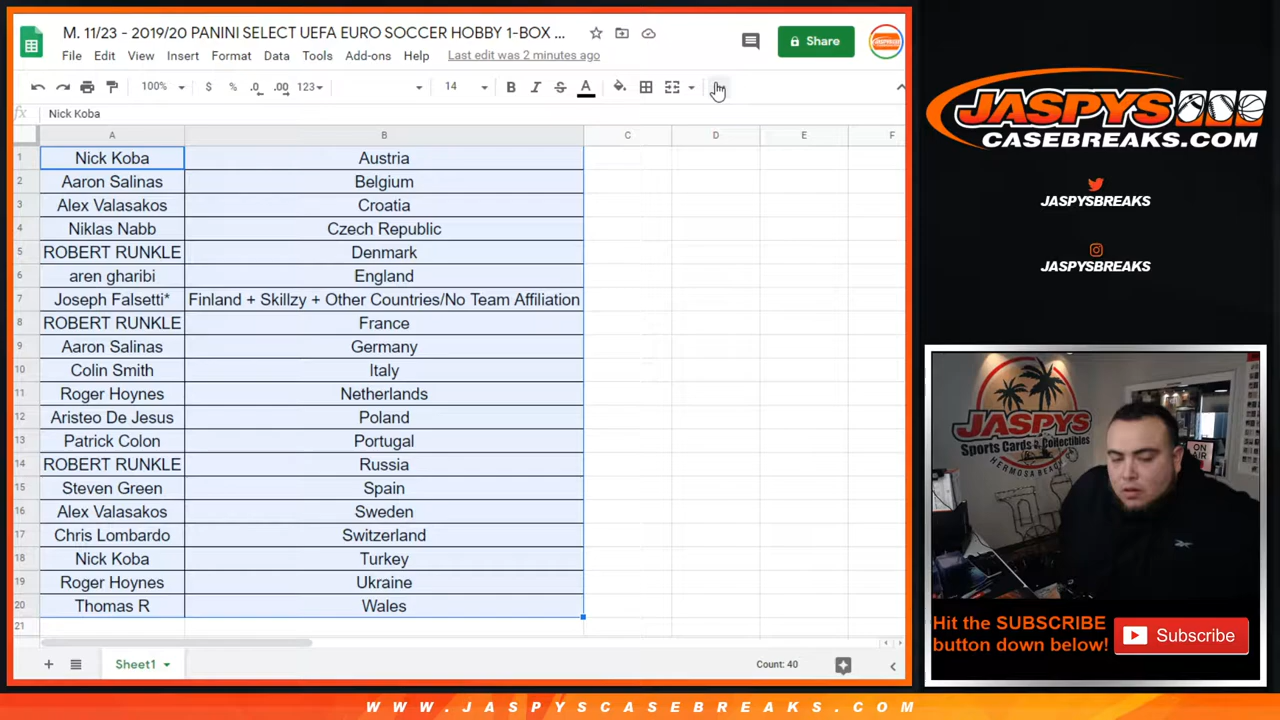 M. 11/23 - 2019/20 PANINI SELECT UEFA EURO SOCCER HOBBY 1-BOX ...
File Edit View Insert Format Data Tools Add-ons Help Last edit was 2 minutes ago
Share
100% $ % .0 .00 123 14 B I S A
fx Nick Koba
A B C D E F
1 Nick Koba Austria
2 Aaron Salinas Belgium
3 Alex Valasakos Croatia
4 Niklas Nabb Czech Republic
5 ROBERT RUNKLE Denmark
6 aren gharibi England
7 Joseph Falsetti* Finland + Skillzy + Other Countries/No Team Affiliation
8 ROBERT RUNKLE France
9 Aaron Salinas Germany
10 Colin Smith Italy
11 Roger Hoynes Netherlands
12 Aristeo De Jesus Poland
13 Patrick Colon Portugal
14 ROBERT RUNKLE Russia
15 Steven Green Spain
16 Alex Valasakos Sweden
17 Chris Lombardo Switzerland
18 Nick Koba Turkey
19 Roger Hoynes Ukraine
20 Thomas R Wales
21
Sheet1
Count: 40
JASPYS
CASEBREAKS.COM
JASPYSBREAKS
JASPYSBREAKS
JASPYS
Sports Cards & Collectibles
HERMOSA BEACH
ON
AIR
Hit the SUBSCRIBE
button down below!
Subscribe
WWW.JASPYSCASEBREAKS.COM